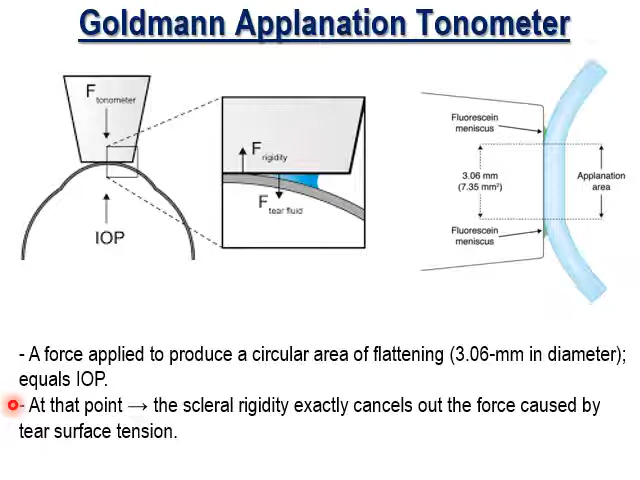 Goldmann Applanation Tonometer
F tonometer
IOP
F rigidity
F tear fluid
Fluorescein
meniscus
3.06 mm
(7.35 mm²)
Applanation
area
Fluorescein
meniscus
- A force applied to produce a circular area of flattening (3.06-mm in diameter);
equals IOP.
- At that point → the scleral rigidity exactly cancels out the force caused by
tear surface tension.